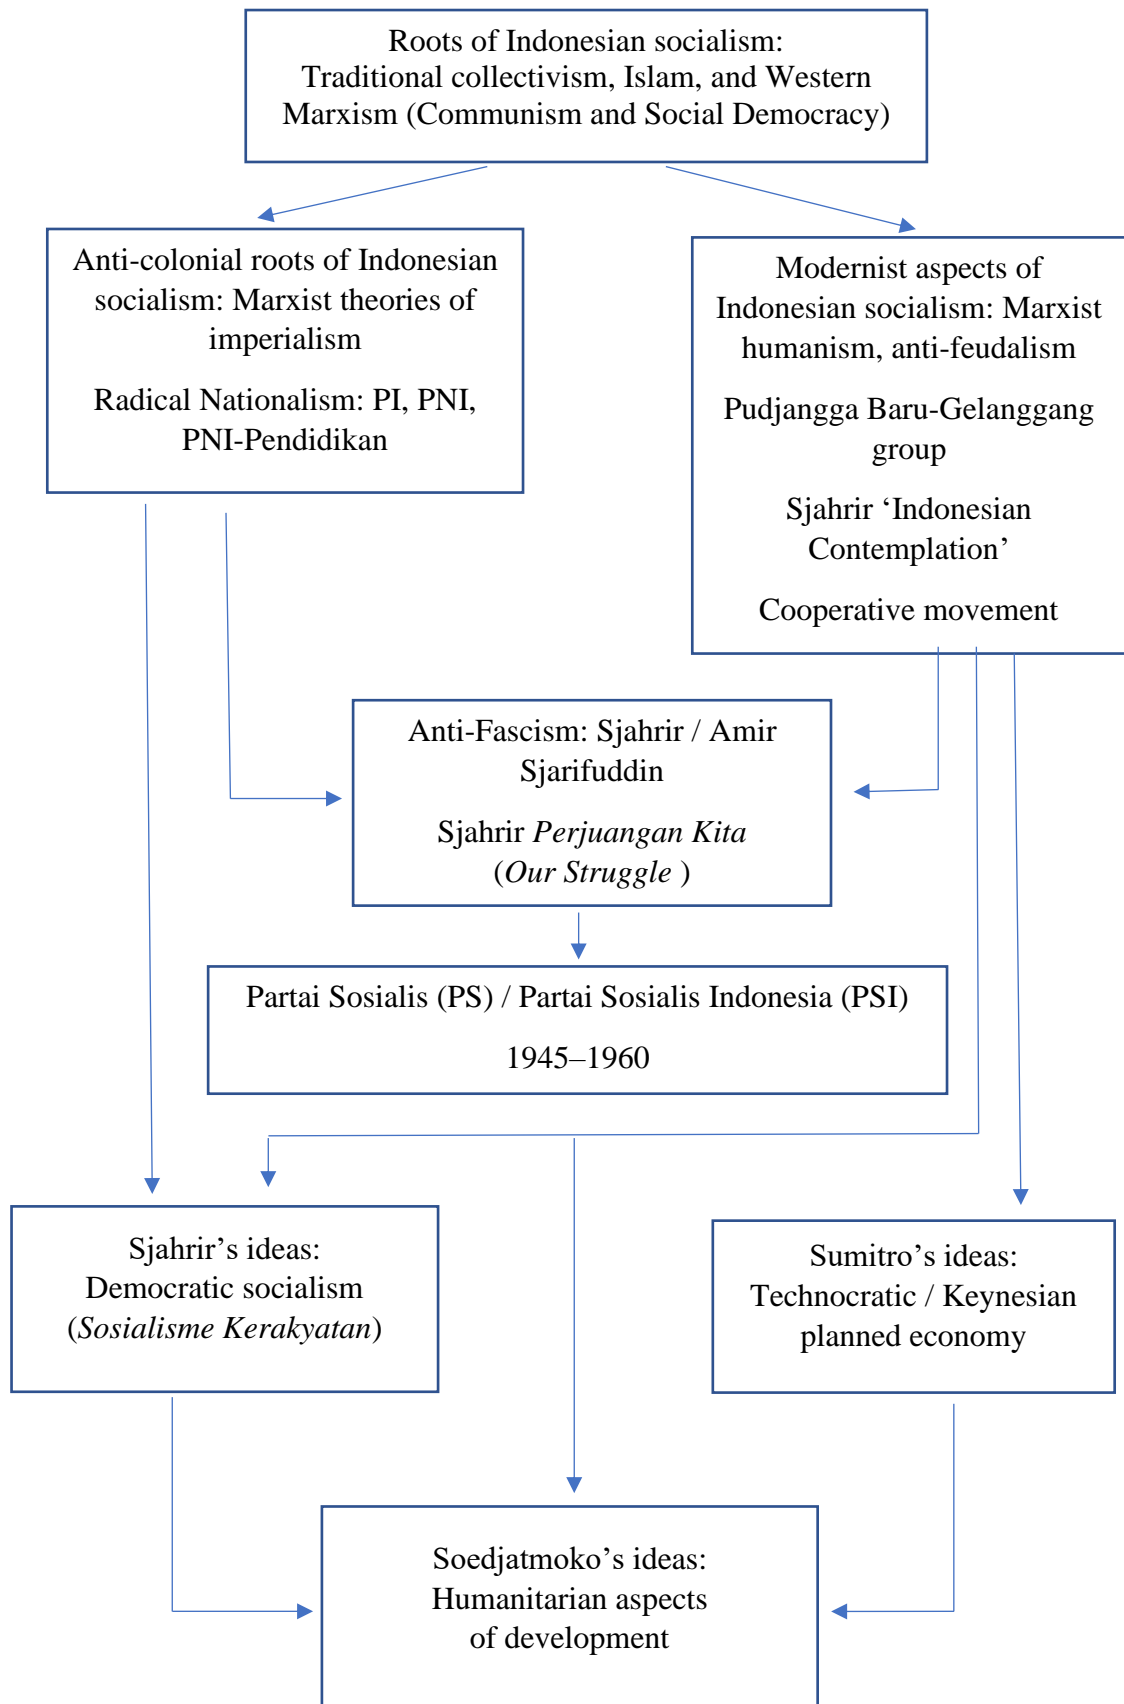 Roots of Indonesian socialism:
Traditional collectivism, Islam, and Western
Marxism (Communism and Social Democracy)
Anti-colonial roots of Indonesian
socialism: Marxist theories of
imperialism
Radical Nationalism: PI, PNI,
PNI-Pendidikan
Modernist aspects of
Indonesian socialism: Marxist
humanism, anti-feudalism
Pudjangga Baru-Gelanggang
group
Sjahrir ‘Indonesian
Contemplation’
Cooperative movement
Anti-Fascism: Sjahrir / Amir
Sjarifuddin
Sjahrir Perjuangan Kita
(Our Struggle )
Partai Sosialis (PS) / Partai Sosialis Indonesia (PSI)
1945–1960
Sjahrir’s ideas:
Democratic socialism
(Sosialisme Kerakyatan)
Sumitro’s ideas:
Technocratic / Keynesian
planned economy
Soedjatmoko’s ideas:
Humanitarian aspects
of development